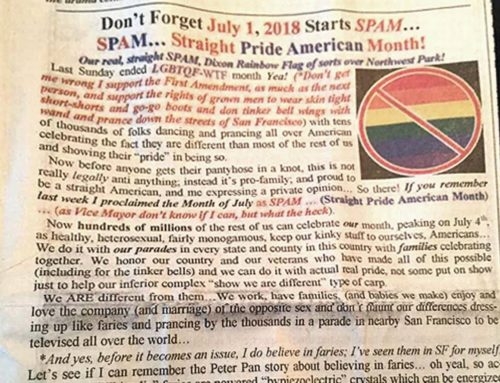 Don't Forget July 1, 2018 Starts SPAM...
SPAM... Straight Pride American Month!
Our real, straight SPAM, Dixon Rainbow Flag of sorts over Northwest Park!
Last Sunday ended LGBTQF-WTF month Yea! (*Don't get
me wrong I support the First Amendment, as much as the next
person, and support the rights of grown men to wear skin tight
short-shorts and go-go boots and don tinker bell wings with
wand and prance down the streets of San Francisco) with tens
of thousands of folks dancing and prancing all over American
celebrating the fact they are different than most of the rest of us
and showing their "pride" in being so.
Now before anyone gets their pantyhose in a knot, this is not
really legally anti anything; instead it's pro-family; and proud to
be a straight American, and me expressing a private opinion... So there! If you remember
last week I proclaimed the Month of July as SPAM ... (Straight Pride American Month)
... (as Vice Mayor don't know if I can, but what the heck).
Now hundreds of millions of the rest of us can celebrate our month, peaking on July 4th,
as healthy, heterosexual, fairly monogamous, keep our kinky stuff to ourselves, Americans...
We do it with our parades in every state and county in this country with families celebrating
together. We honor our country and our veterans who have made all of this possible
(including for the tinker bells) and we can do it with actual real pride, not some put on show
just to help our inferior complex "show we are different" type of carp.
We ARE different from them...We work, have families, (and babies we make) enjoy and
love the company (and marriage) of the opposite sex and don't flaunt our differences dress-
ing up like faries and prancing by the thousands in a parade in nearby San Francisco to be
televised all over the world...
*And yes, before it becomes an issue, I do believe in faries; I've seen them in SF for myself
Let's see if I can remember the Peter Pan story about believing in faries... oh yeal, so ac
powered "bypiezoelectric" crystals which can be energized